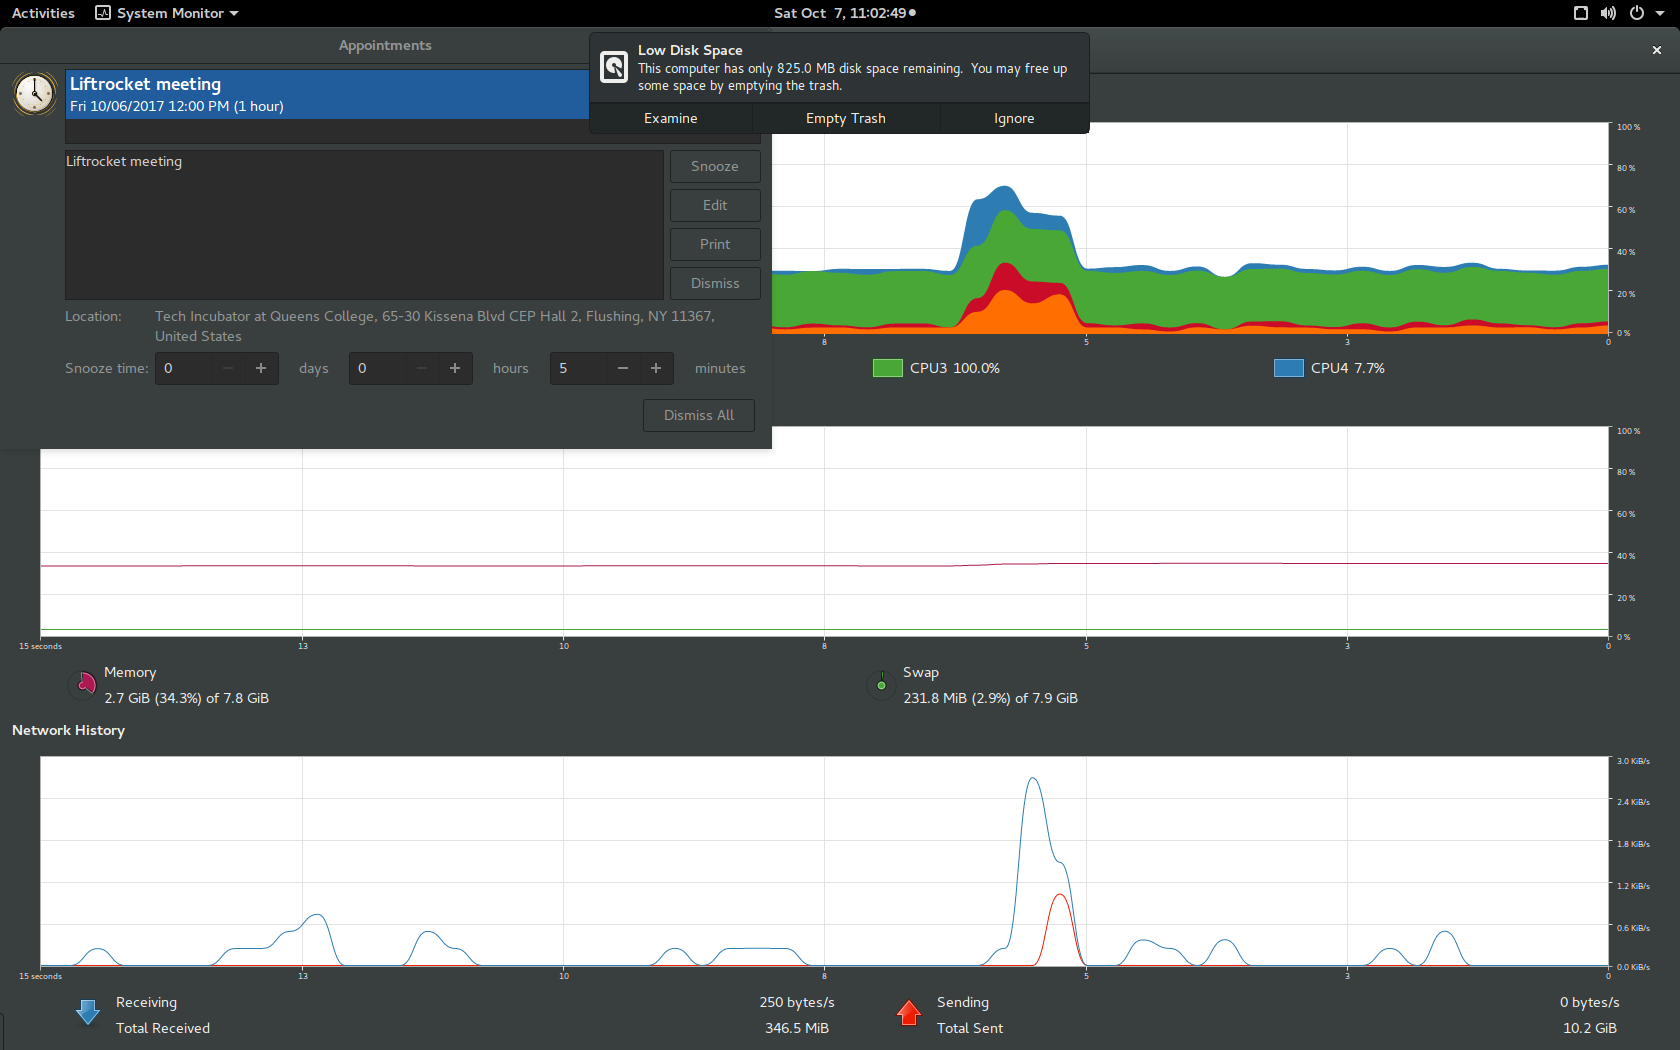 Activities
System Monitor
Sat Oct 7, 11:02:49
Appointments
Liftrocket meeting
Fri 10/06/2017 12:00 PM (1 hour)
Liftrocket meeting
Snooze
Edit
Print
Dismiss
Location: Tech Incubator at Queens College, 65-30 Kissena Blvd CEP Hall 2, Flushing, NY 11367,
United States
Snooze time: 0 − + days 0 − + hours 5 − + minutes
Dismiss All
Low Disk Space
This computer has only 825.0 MB disk space remaining. You may free up
some space by emptying the trash.
Examine Empty Trash Ignore
100 %
80 %
60 %
40 %
20 %
0 %
8 5 3 0
CPU3 100.0% CPU4 7.7%
100 %
80 %
60 %
40 %
20 %
0 %
15 seconds 13 10 8 5 3 0
Memory
2.7 GiB (34.3%) of 7.8 GiB
Swap
231.8 MiB (2.9%) of 7.9 GiB
Network History
3.0 KiB/s
2.4 KiB/s
1.8 KiB/s
1.2 KiB/s
0.6 KiB/s
0.0 KiB/s
15 seconds 13 10 8 5 3 0
Receiving 250 bytes/s
Total Received 346.5 MiB
Sending 0 bytes/s
Total Sent 10.2 GiB